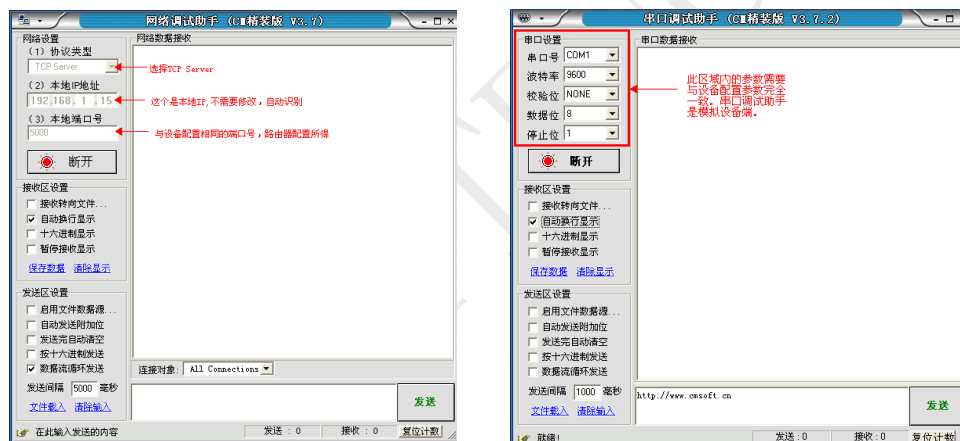 网络调试助手 (CM精装版 V3.7)
网络设置
(1) 协议类型
TCP Server
选择TCP Server
(2) 本地IP地址
192.168. 1 .15
这个是本地IP,不需要修改，自动识别
(3) 本地端口号
5000
与设备配置相同的端口号，路由器配置所得
断开
接收区设置
接收转向文件...
自动换行显示
十六进制显示
暂停接收显示
保存数据 清除显示
发送区设置
启用文件数据源...
自动发送附加位
发送完自动清空
按十六进制发送
数据流循环发送
发送间隔 5000 毫秒
文件载入 清除输入
网络数据接收
连接对象: All Connections
发送
在此输入发送的内容
发送 : 0
接收 : 0
复位计数
串口调试助手 (CM精装版 V3.7.2)
串口设置
串口号 COM1
波特率 9600
校验位 NONE
数据位 8
停止位 1
断开
此区域内的参数需要
与设备配置参数完全
一致。串口调试助手
是模拟设备端。
接收区设置
接收转向文件...
自动换行显示
十六进制显示
暂停接收显示
保存数据 清除显示
发送区设置
启用文件数据源...
自动发送附加位
发送完自动清空
按十六进制发送
数据流循环发送
发送间隔 1000 毫秒
文件载入 清除输入
串口数据接收
http://www.cmsoft.cn
发送
就绪!
发送 : 0
接收 : 0
复位计数